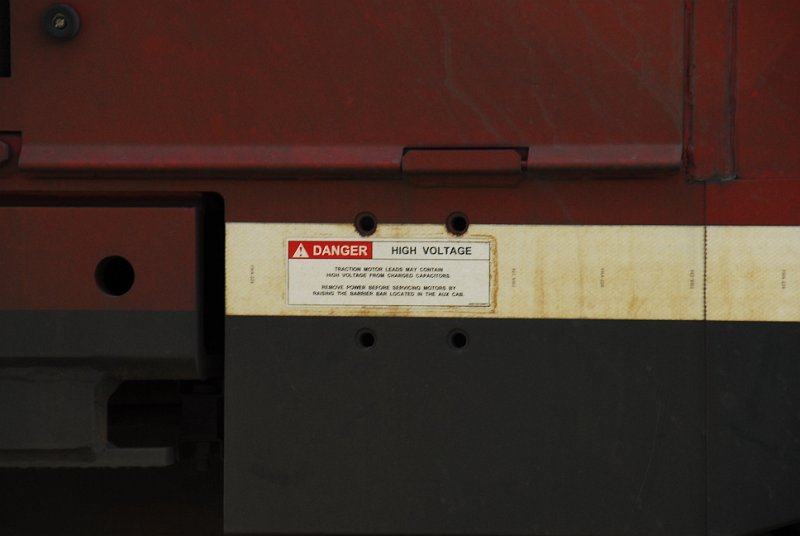 DANGER HIGH VOLTAGE
TRACTION MOTOR LEADS MAY CONTAIN
HIGH VOLTAGE FROM CHARGED CAPACITORS.
REMOVE POWER BEFORE SERVICING MOTORS BY
RAISING THE BARRIER BAR LOCATED IN THE AUX CAB.